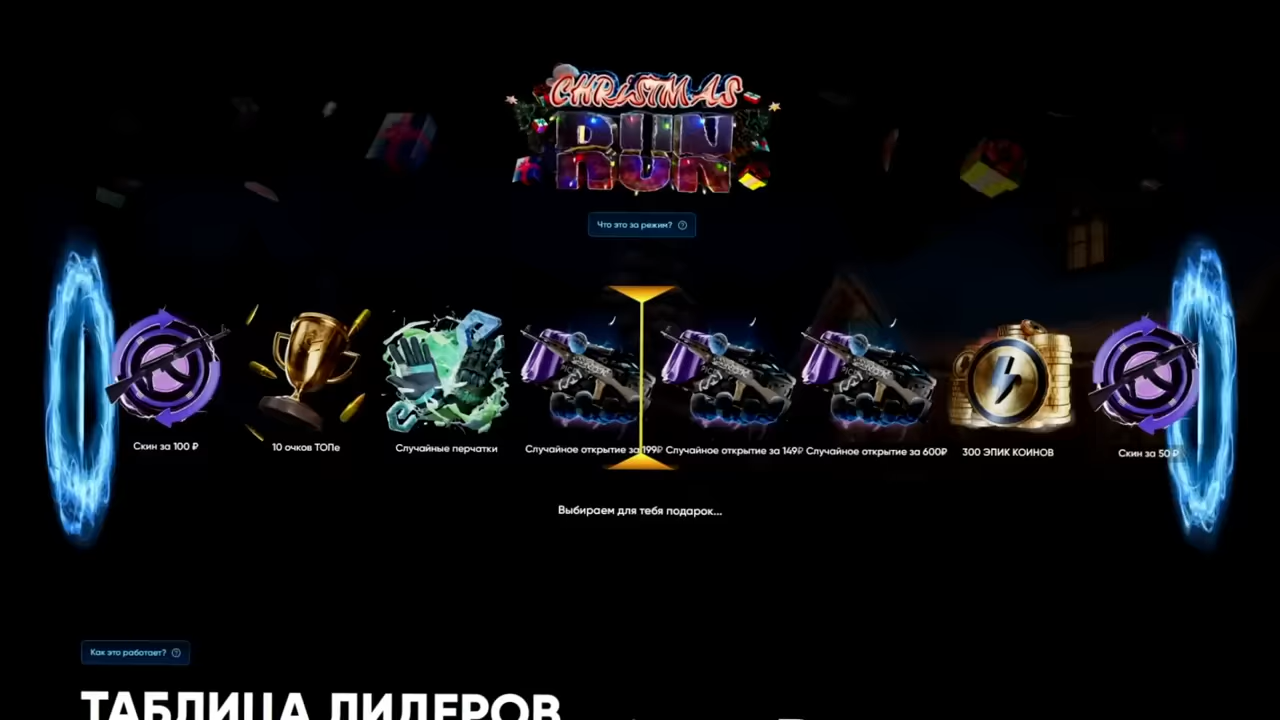 CHRISTMAS
RUN
Что это за режим?
Скин за 100 ₽
10 очков ТОПе
Случайные перчатки
Случайное открытие за 199₽
Случайное открытие за 149₽
Случайное открытие за 600₽
300 ЭПИК КОИНОВ
Скин за 50 ₽
Выбираем для тебя подарок...
Как это работает?
ТАБЛИЦА ЛИДЕРОВ